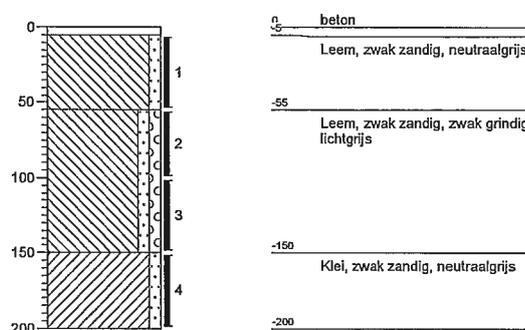 0
50
100
150
200
1
2
3
4
0 beton
-5
Leem, zwak zandig, neutraalgrijs
-55
Leem, zwak zandig, zwak grindig
lichtgrijs
-150
Klei, zwak zandig, neutraalgrijs
-200